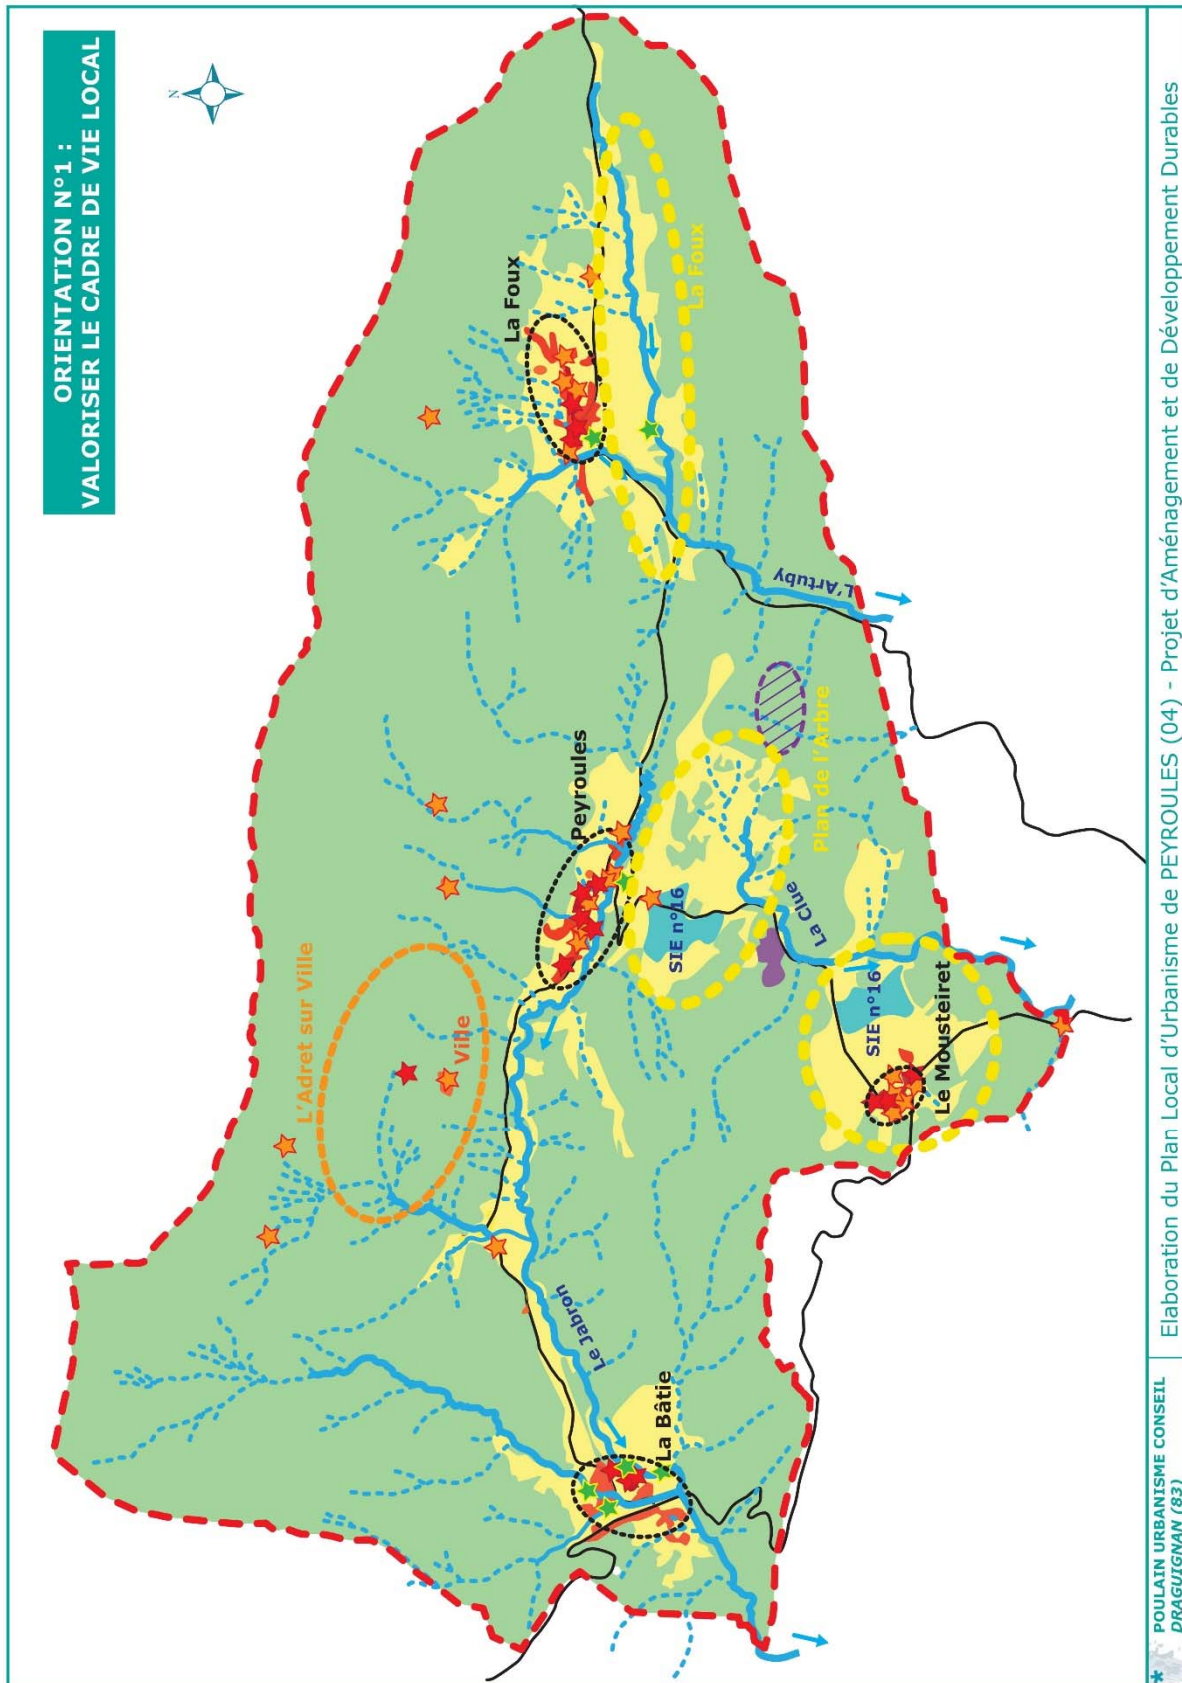 ORIENTATION N°1 :
VALORISER LE CADRE DE VIE LOCAL
N
L'Adret sur Ville
Ville
La Foux
La Foux
Peyroules
Le Jabron
La Bâtie
SIE n°16
Plan de l'Arbre
L'Artuby
La Clue
SIE n°16
Le Mousteiret
* POULAIN URBANISME CONSEIL
DRAGUIGNAN (83)
Elaboration du Plan Local d'Urbanisme de PEYROULES (04) - Projet d'Aménagement et de Développement Durables